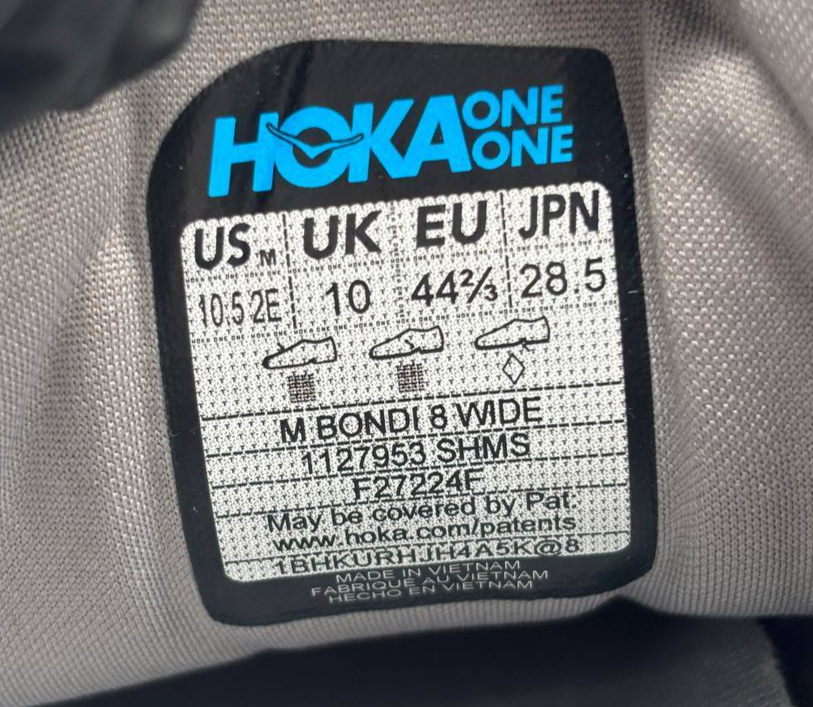 HOKA ONE ONE
US M UK EU JPN
10.5 2E 10 44⅔ 28.5
M BONDI 8 WIDE
1127953 SHMS
F27224F
May be covered by Pat.
www.hoka.com/patents
1BHKURHJH4A5K@8
MADE IN VIETNAM
FABRIQUE AU VIETNAM
HECHO EN VIETNAM